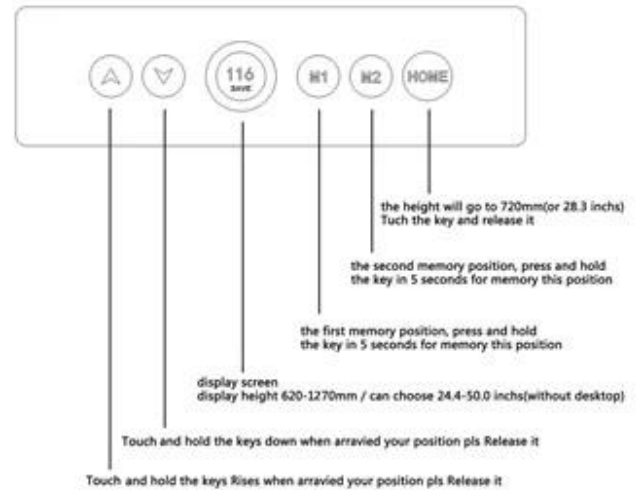 116
SAVE
M1
M2
HOME
the height will go to 720mm(or 28.3 inchs)
Tuch the key and release it
the second memory position, press and hold
the key in 5 seconds for memory this position
the first memory position, press and hold
the key in 5 seconds for memory this position
display screen
display height 620-1270mm / can choose 24.4-50.0 inchs(without desktop)
Touch and hold the keys down when arravied your position pls Release it
Touch and hold the keys Rises when arravied your position pls Release it